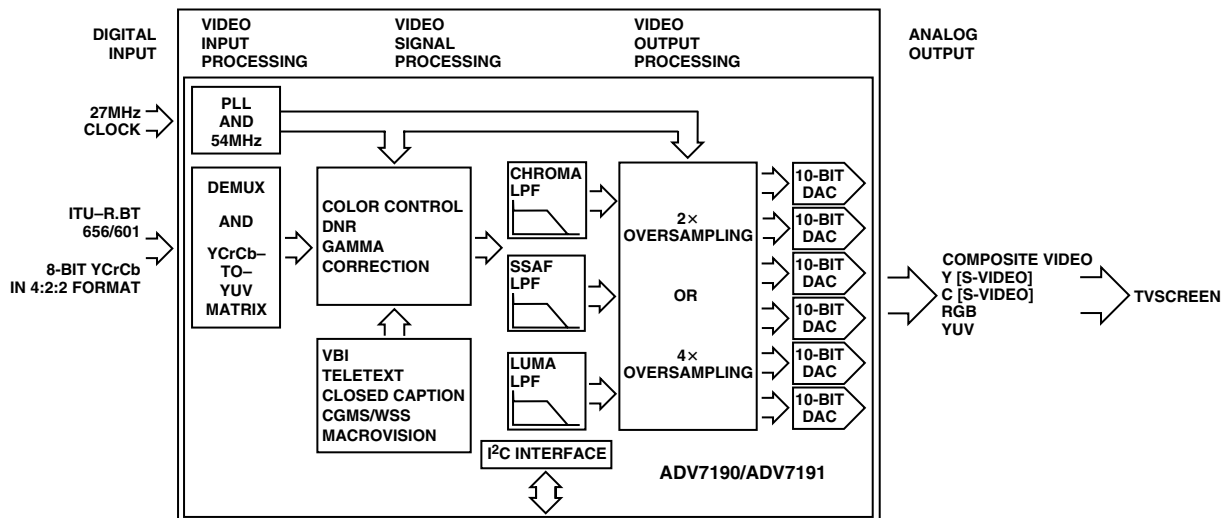 DIGITAL
INPUT
VIDEO
INPUT
PROCESSING
VIDEO
SIGNAL
PROCESSING
VIDEO
OUTPUT
PROCESSING
ANALOG
OUTPUT
27MHz
CLOCK
PLL
AND
54MHz
ITU–R.BT
656/601
8-BIT YCrCb
IN 4:2:2 FORMAT
DEMUX
AND
YCrCb–
TO–
YUV
MATRIX
COLOR CONTROL
DNR
GAMMA
CORRECTION
VBI
TELETEXT
CLOSED CAPTION
CGMS/WSS
MACROVISION
CHROMA
LPF
SSAF
LPF
LUMA
LPF
I²C INTERFACE
2×
OVERSAMPLING
OR
4×
OVERSAMPLING
10-BIT
DAC
10-BIT
DAC
10-BIT
DAC
10-BIT
DAC
10-BIT
DAC
10-BIT
DAC
ADV7190/ADV7191
COMPOSITE VIDEO
Y [S-VIDEO]
C [S-VIDEO]
RGB
YUV
TVSCREEN